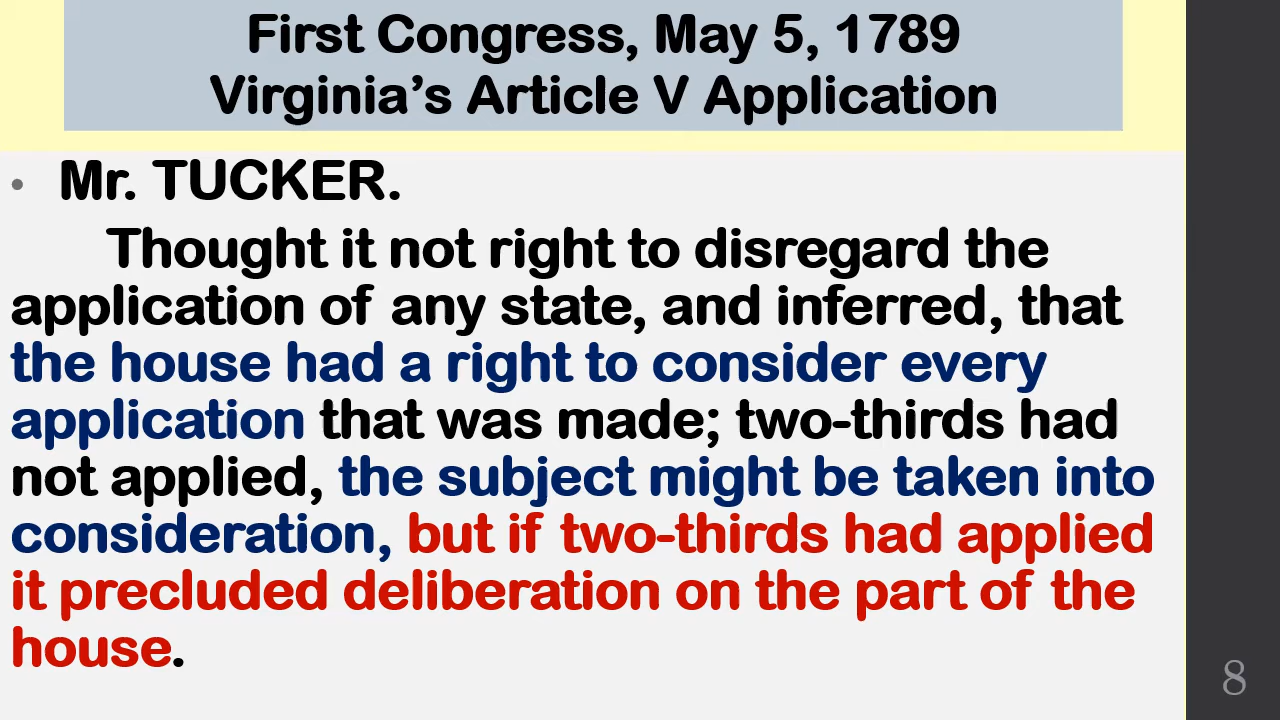 First Congress, May 5, 1789
Virginia’s Article V Application
• Mr. TUCKER.
Thought it not right to disregard the
application of any state, and inferred, that
the house had a right to consider every
application that was made; two-thirds had
not applied, the subject might be taken into
consideration, but if two-thirds had applied
it precluded deliberation on the part of the
house.
8